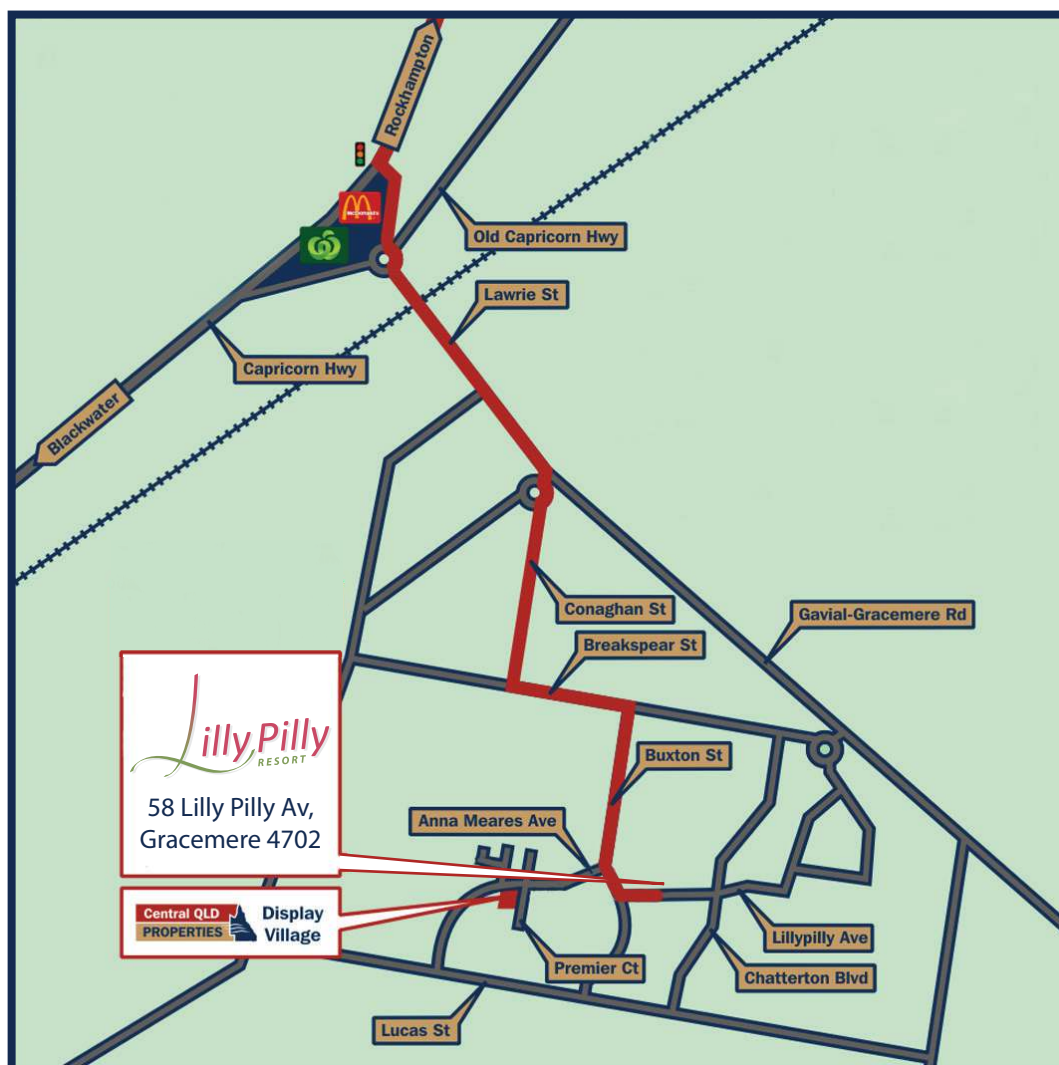 Rockhampton
McDonald's
Old Capricorn Hwy
Lawrie St
Capricorn Hwy
Blackwater
Conaghan St
Gavial-Gracemere Rd
Breakspear St
Lilly Pilly
RESORT
58 Lilly Pilly Av,
Gracemere 4702
Buxton St
Anna Meares Ave
Central QLD
PROPERTIES
Display
Village
Lillypilly Ave
Premier Ct
Chatterton Blvd
Lucas St